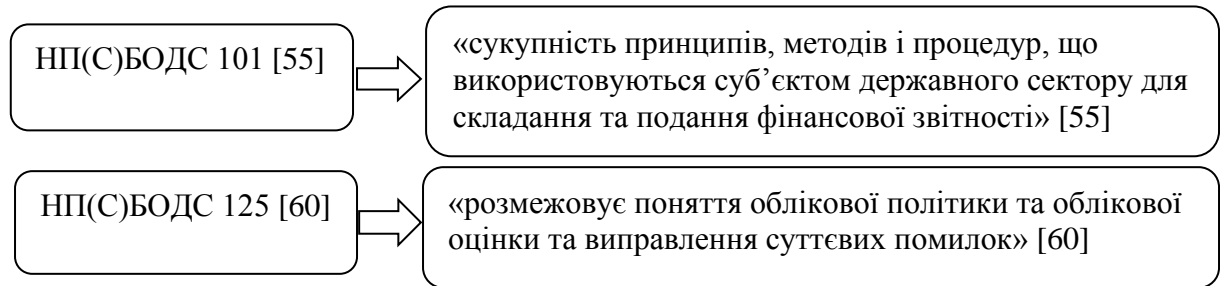 НП(С)БОДС 101 [55]
«сукупність принципів, методів і процедур, що
використовуються суб’єктом державного сектору для
складання та подання фінансової звітності» [55]
НП(С)БОДС 125 [60]
«розмежовує поняття облікової політики та облікової
оцінки та виправлення суттєвих помилок» [60]